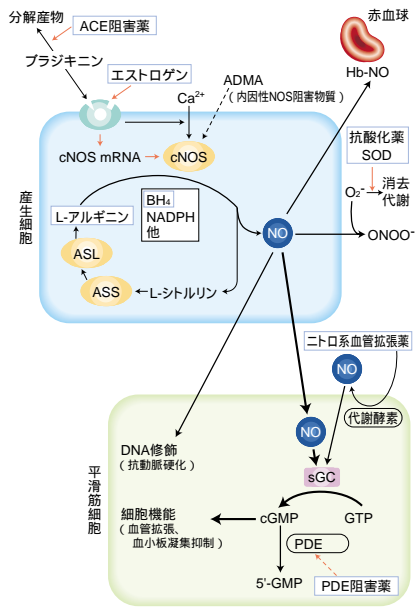 分解産物
ACE阻害薬
赤血球
ブラジキニン
Hb-NO
エストロゲン
ADMA
（内因性NOS阻害物質）
Ca²⁺
cNOS mRNA
cNOS
抗酸化薬
SOD
O₂⁻
消去
代謝
産生細胞
L-アルギニン
BH₄
NADPH
他
NO
ONOO⁻
ASL
ASS
L-シトルリン
ニトロ系血管拡張薬
NO
代謝酵素
NO
DNA修飾
（抗動脈硬化）
sGC
平滑筋細胞
細胞機能
（血管拡張、
血小板凝集抑制）
cGMP
GTP
PDE
5'-GMP
PDE阻害薬